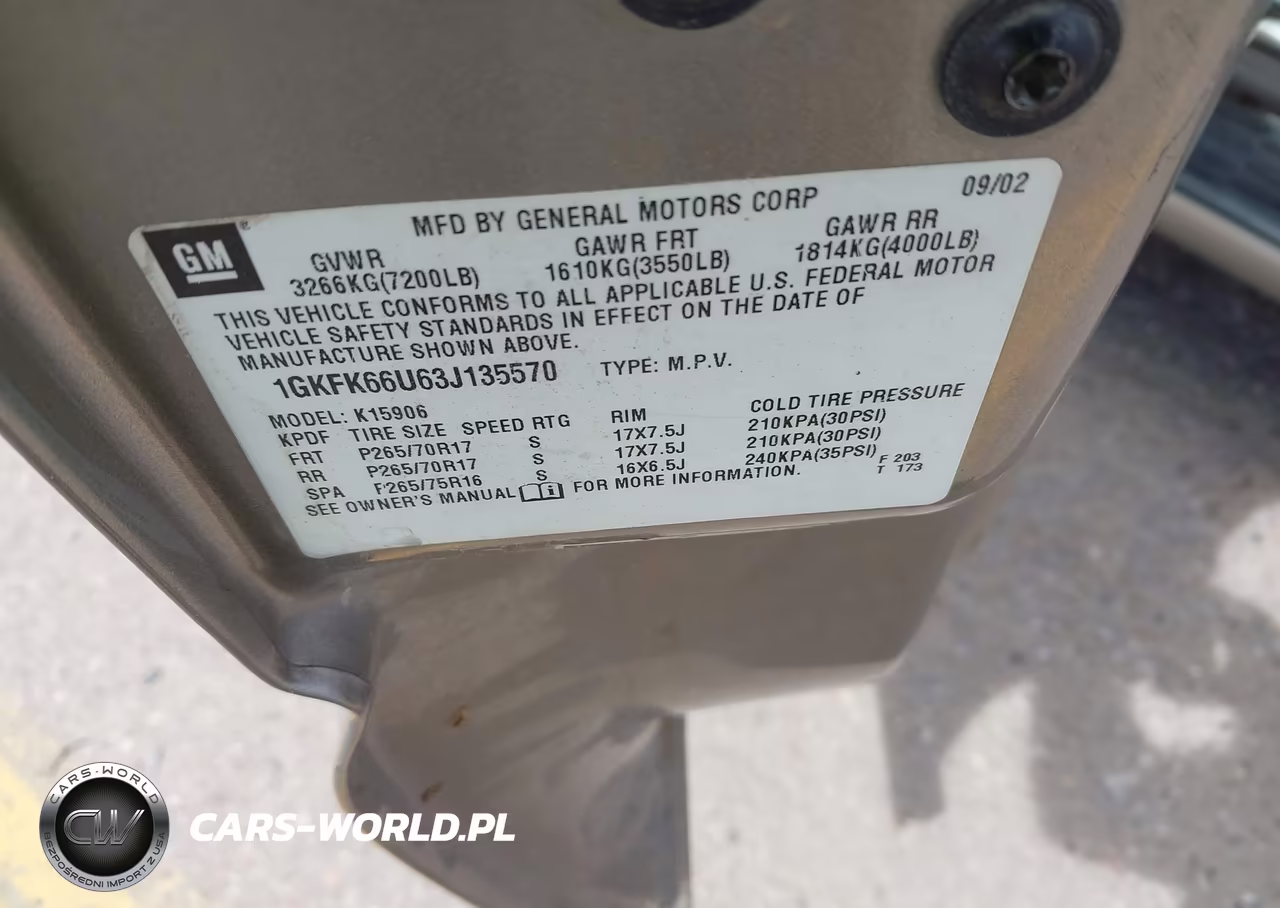 MFD BY GENERAL MOTORS CORP 09/02
GM
GVWR GAWR FRT GAWR RR
3266KG(7200LB) 1610KG(3550LB) 1814KG(4000LB)
THIS VEHICLE CONFORMS TO ALL APPLICABLE U.S. FEDERAL MOTOR
VEHICLE SAFETY STANDARDS IN EFFECT ON THE DATE OF
MANUFACTURE SHOWN ABOVE.
1GKFK66U63J135570 TYPE: M.P.V.
MODEL: K15906
KPDF TIRE SIZE SPEED RTG RIM COLD TIRE PRESSURE
FRT P265/70R17 S 17X7.5J 210KPA(30PSI)
RR P265/70R17 S 17X7.5J 210KPA(30PSI)
SPA P265/75R16 S 16X6.5J 240KPA(35PSI)
SEE OWNER'S MANUAL FOR MORE INFORMATION.
F 203
T 173
CARS-WORLD
CW
BEZPOŚREDNI IMPORT Z USA
CARS-WORLD.PL